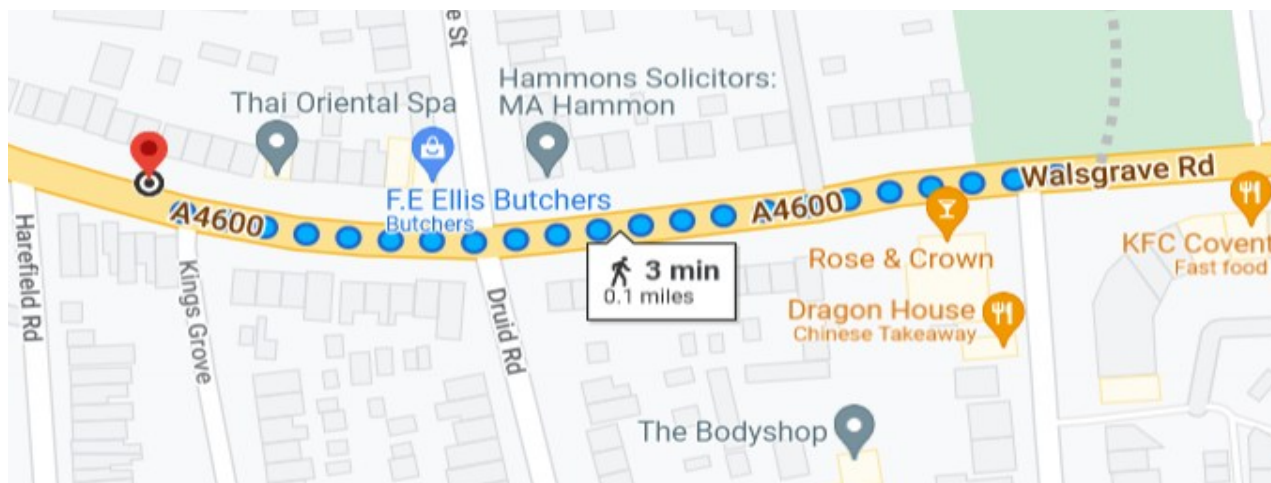 e St
Hammons Solicitors:
MA Hammon
Thai Oriental Spa
F.E Ellis Butchers
Butchers
A4600
A4600
Walsgrave Rd
Harefield Rd
Kings Grove
Druid Rd
3 min
0.1 miles
Rose & Crown
KFC Covent
Fast food
Dragon House
Chinese Takeaway
The Bodyshop